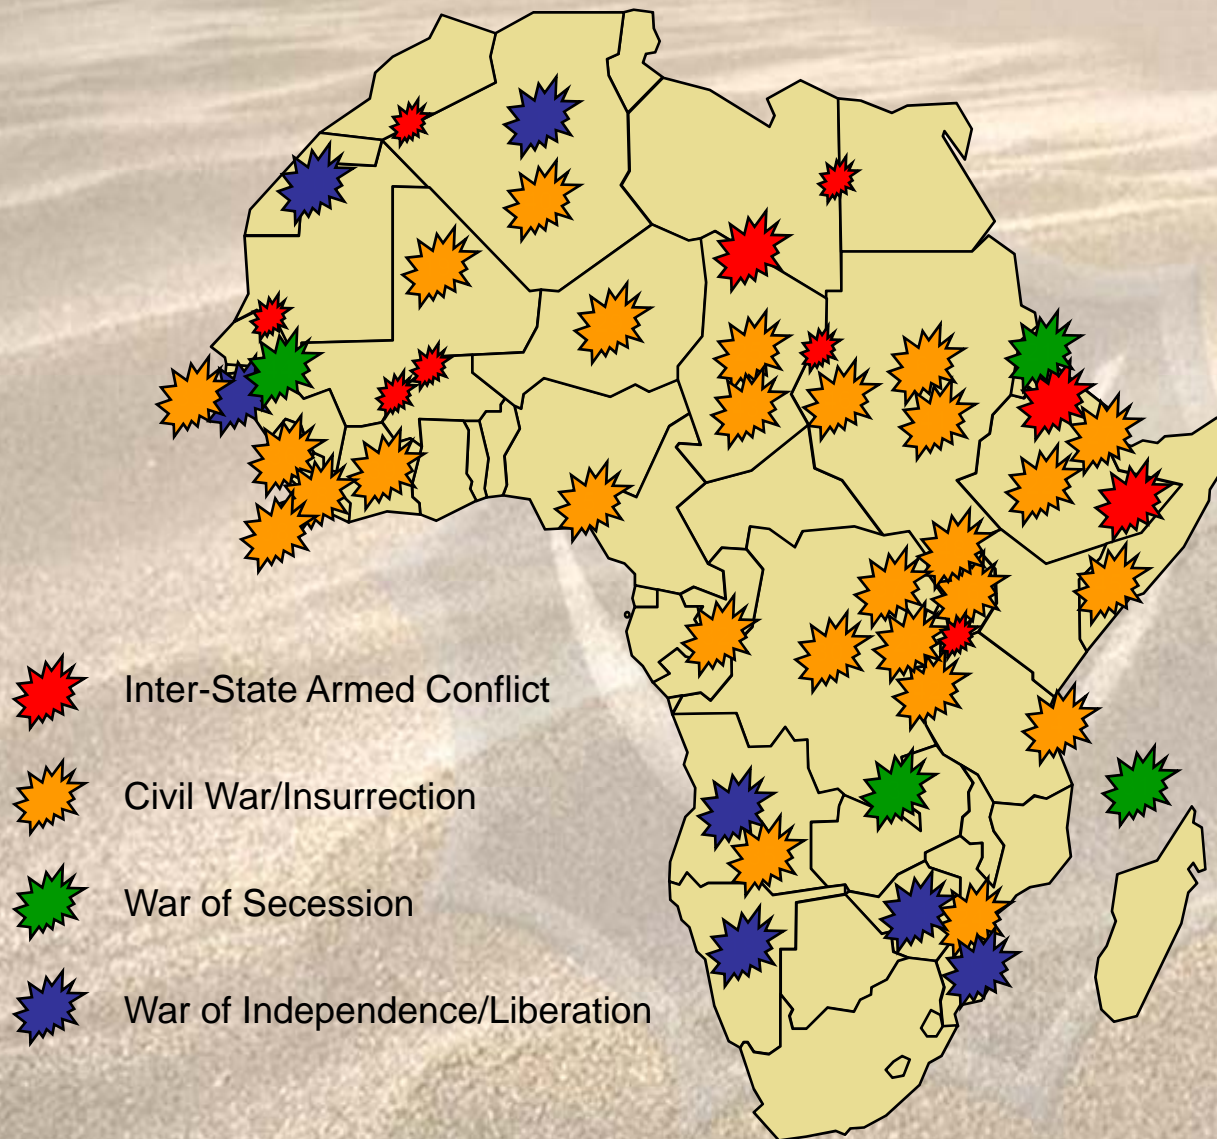 Inter-State Armed Conflict
Civil War/Insurrection
War of Secession
War of Independence/Liberation